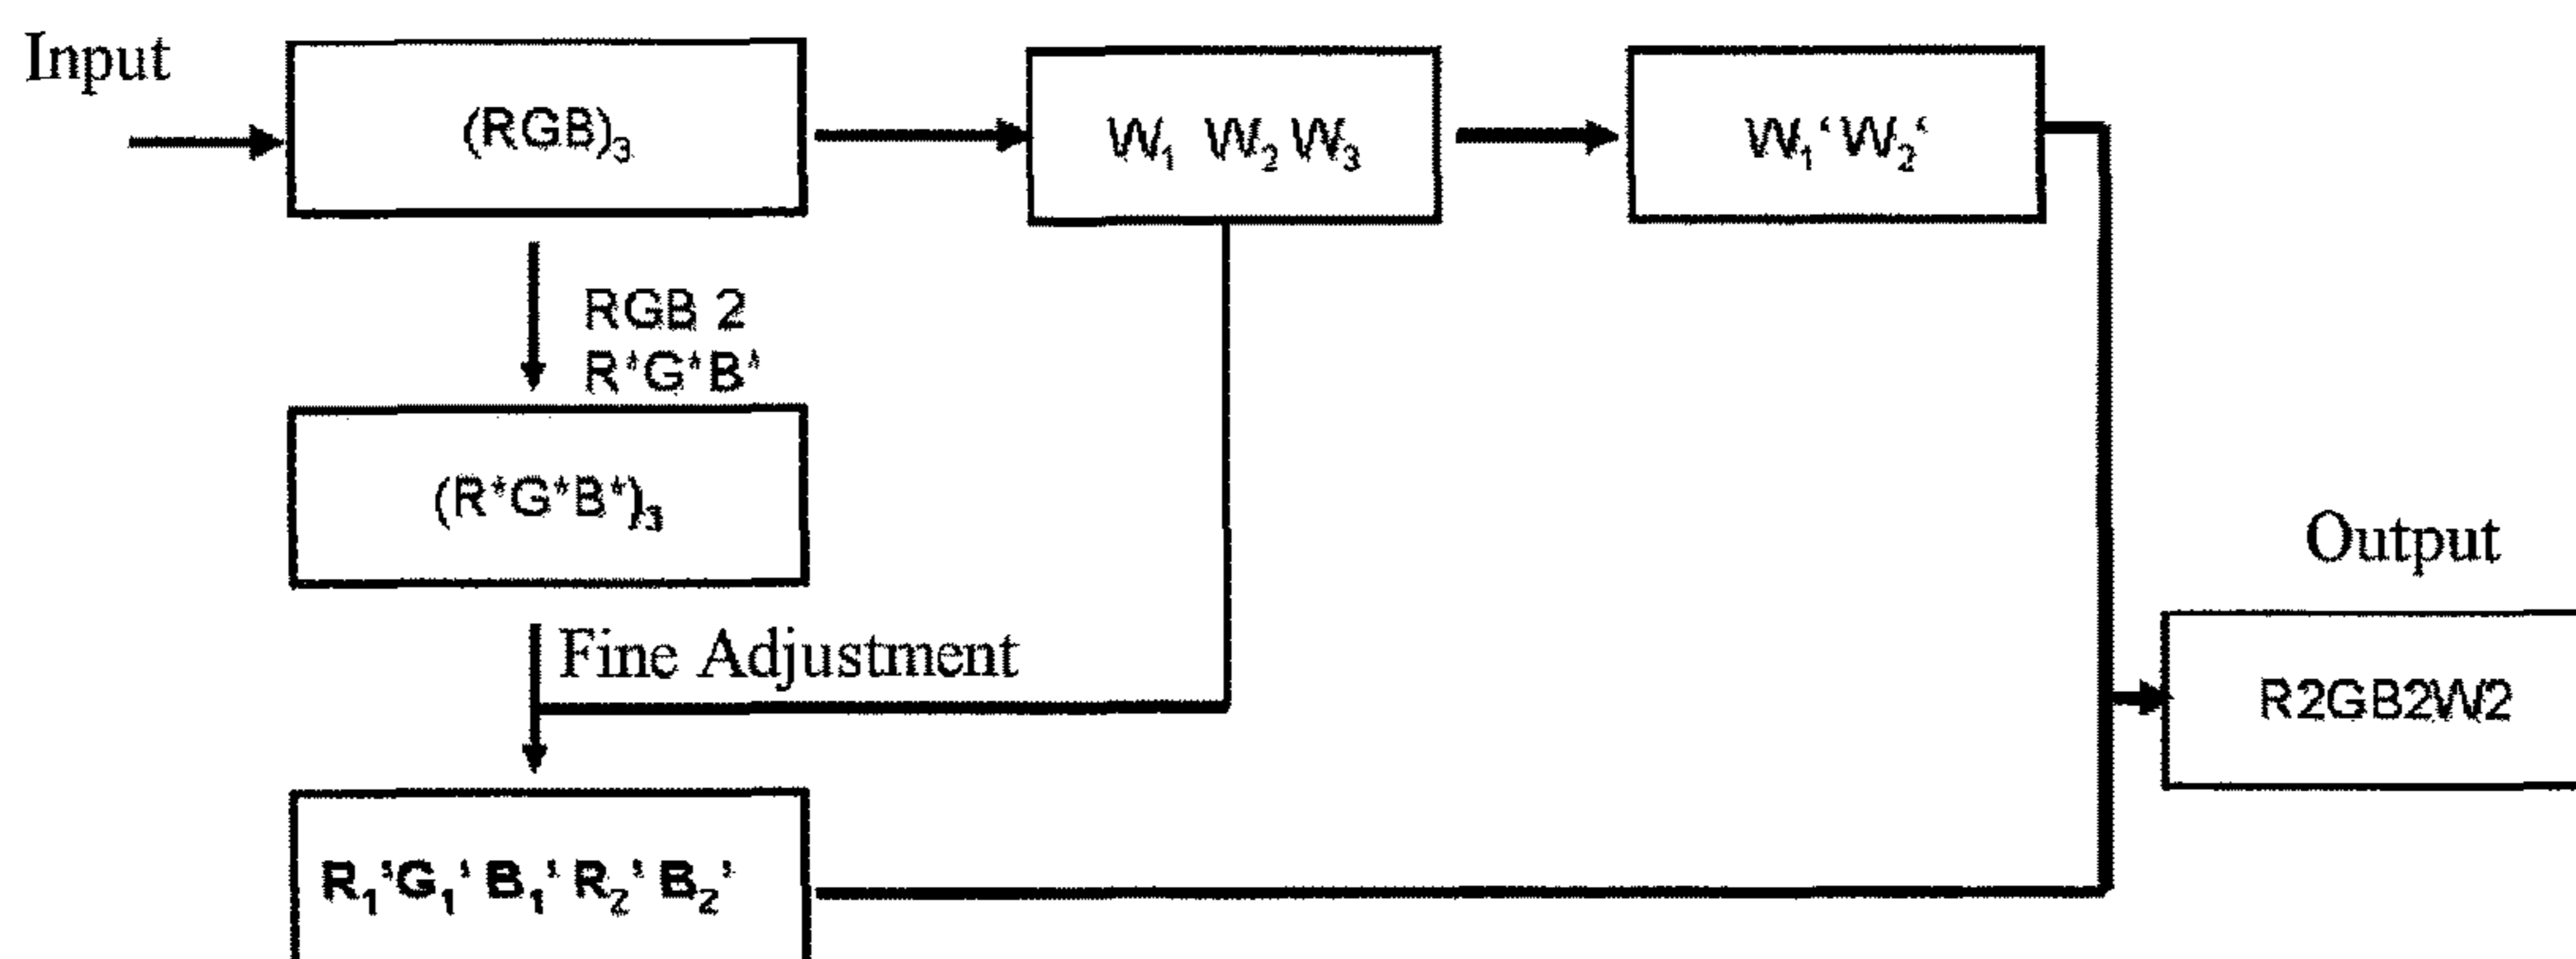 Input
(RGB)₃
W₁ W₂ W₃
W₁‘ W₂‘
RGB 2
R*G*B*
(R*G*B*)₃
Output
Fine Adjustment
R2GB2W2
R₁’G₁‘ B₁‘ R₂’ B₂’